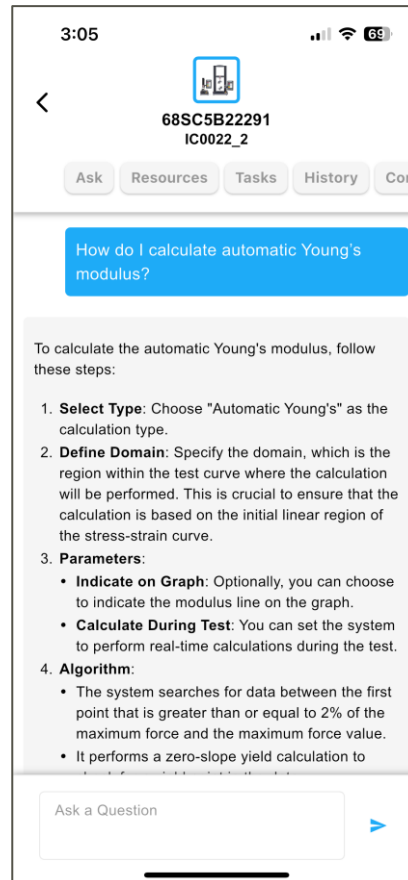 3:05
69
68SC5B22291
IC0022_2
Ask
Resources
Tasks
History
How do I calculate automatic Young's
modulus?
To calculate the automatic Young's modulus, follow
these steps:
1. Select Type: Choose "Automatic Young's" as the
calculation type.
2. Define Domain: Specify the domain, which is the
region within the test curve where the calculation
will be performed. This is crucial to ensure that the
calculation is based on the initial linear region of
the stress-strain curve.
3. Parameters:
• Indicate on Graph: Optionally, you can choose
to indicate the modulus line on the graph.
• Calculate During Test: You can set the system
to perform real-time calculations during the test.
4. Algorithm:
• The system searches for data between the first
point that is greater than or equal to 2% of the
maximum force and the maximum force value.
• It performs a zero-slope yield calculation to
Ask a Question